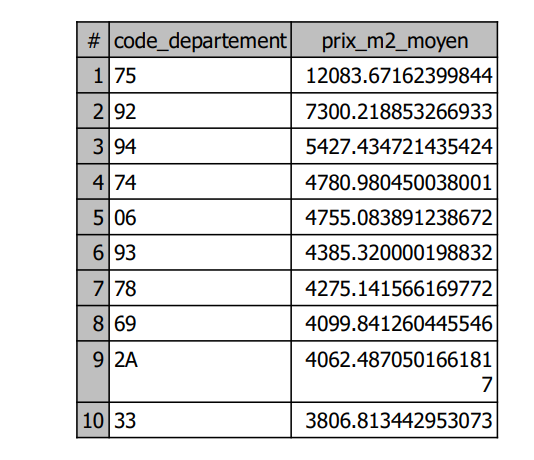 # code_departement prix_m2_moyen
1 75 12083.67162399844
2 92 7300.218853266933
3 94 5427.434721435424
4 74 4780.980450038001
5 06 4755.083891238672
6 93 4385.320000198832
7 78 4275.141566169772
8 69 4099.841260445546
9 2A 4062.487050166181
7
10 33 3806.813442953073